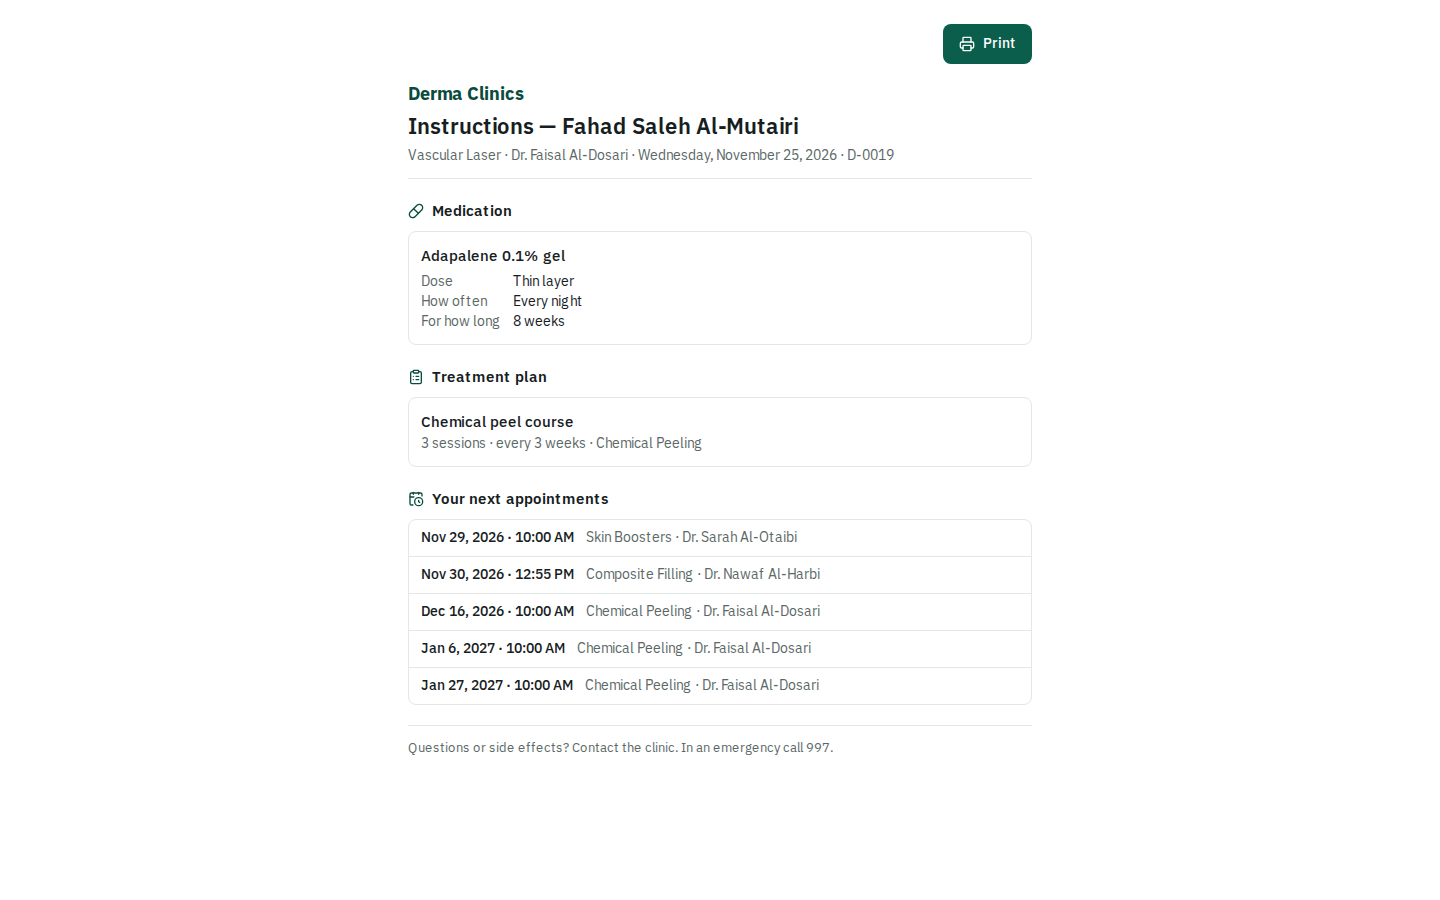 Print
Derma Clinics
Instructions — Fahad Saleh Al-Mutairi
Vascular Laser · Dr. Faisal Al-Dosari · Wednesday, November 25, 2026 · D-0019
Medication
Adapalene 0.1% gel
Dose Thin layer
How often Every night
For how long 8 weeks
Treatment plan
Chemical peel course
3 sessions · every 3 weeks · Chemical Peeling
Your next appointments
Nov 29, 2026 · 10:00 AM Skin Boosters · Dr. Sarah Al-Otaibi
Nov 30, 2026 · 12:55 PM Composite Filling · Dr. Nawaf Al-Harbi
Dec 16, 2026 · 10:00 AM Chemical Peeling · Dr. Faisal Al-Dosari
Jan 6, 2027 · 10:00 AM Chemical Peeling · Dr. Faisal Al-Dosari
Jan 27, 2027 · 10:00 AM Chemical Peeling · Dr. Faisal Al-Dosari
Questions or side effects? Contact the clinic. In an emergency call 997.